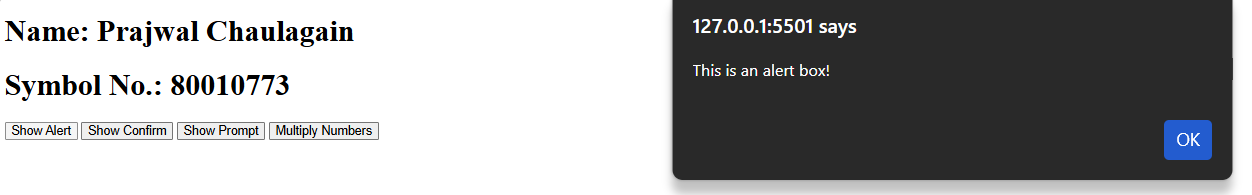 Name: Prajwal Chaulagain
Symbol No.: 80010773
Show Alert Show Confirm Show Prompt Multiply Numbers
127.0.0.1:5501 says
This is an alert box!
OK